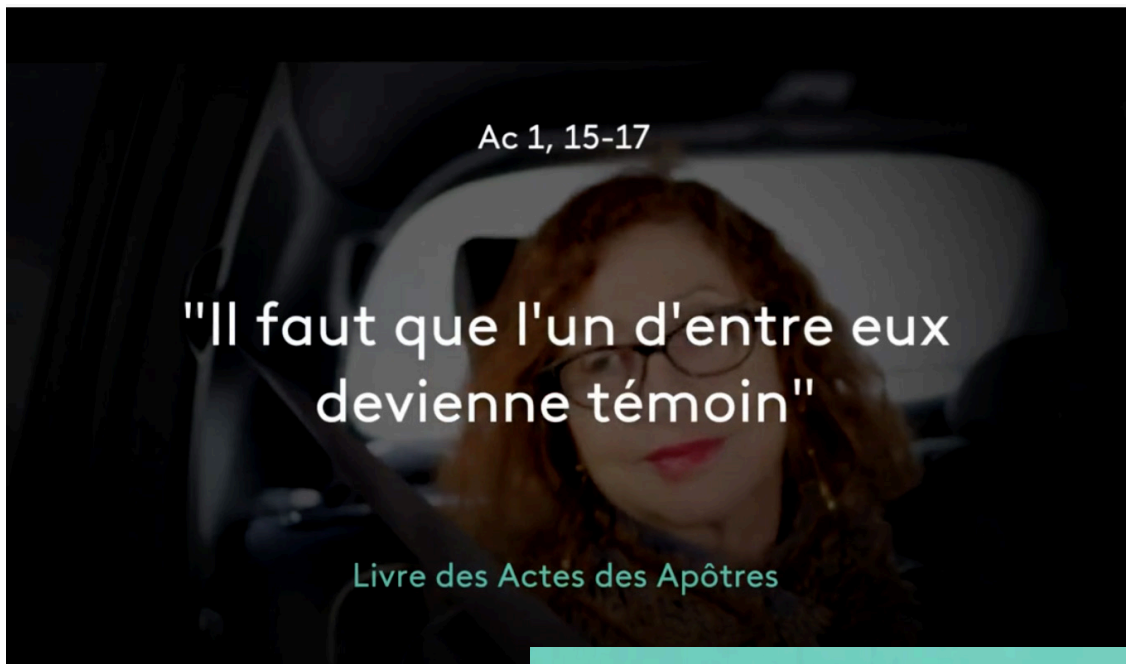 Ac 1, 15-17
"Il faut que l'un d'entre eux
devienne témoin"
Livre des Actes des Apôtres